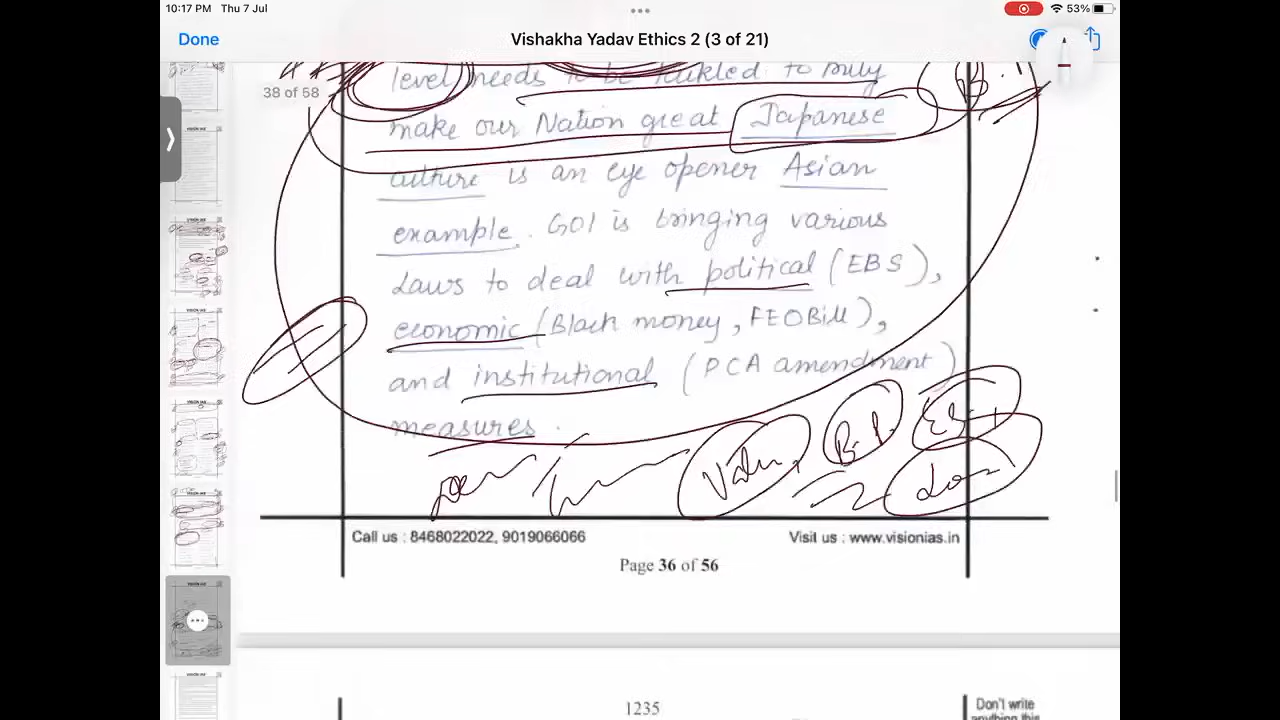 10:17 PM Thu 7 Jul
53%
Done
Vishakha Yadav Ethics 2 (3 of 21)
38 of 58
level needs to be tackled to truly
make our Nation great Japanese
culture is an eye opener Asian
example. GOI is bringing various
Laws to deal with political (EBS),
economic (Black money, FEOBill),
and institutional (PCA amendment)
measures.
Call us : 8468022022, 9019066066
Visit us : www.visionias.in
Page 36 of 56
1235
Don't write
anything this